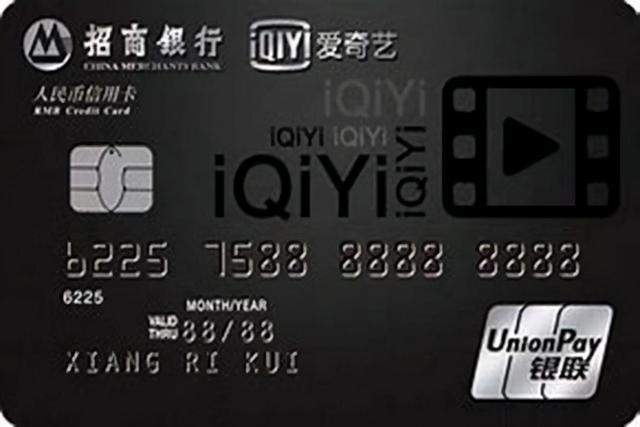 招商银行 iQIYI 爱奇艺
CHINA MERCHANTS BANK
人民币信用卡
RMB Credit Card
iQiYi
iQIYI iQIYI
iQiYi iQiYi
6225 7588 8888 8888
6225
MONTH/YEAR
VALID THRU 88/88
XIANG RI KUI
UnionPay
银联